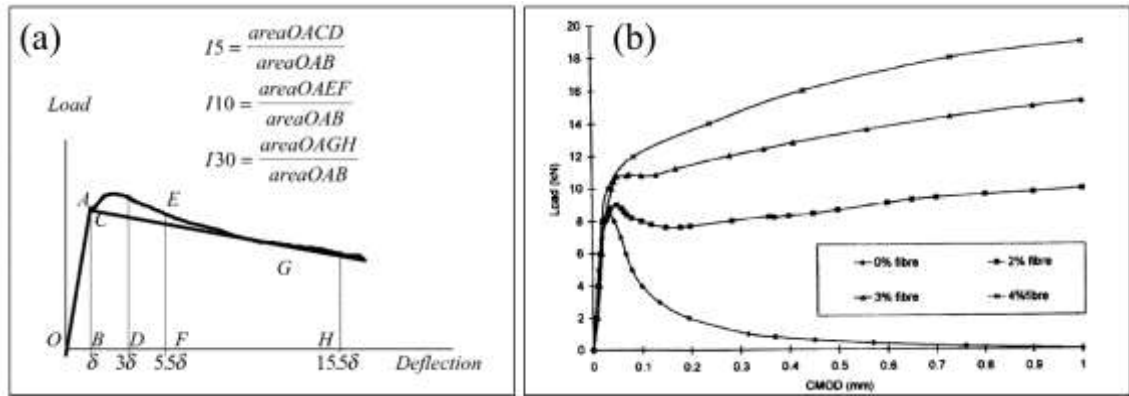 (a)
I5 = areaOACD / areaOAB
I10 = areaOAEF / areaOAB
I30 = areaOAGH / areaOAB
Load
A
C
E
G
O B D F H
δ 3δ 5.5δ 15.5δ Deflection
(b)
20
18
16
14
12
10
8
6
4
2
0
Load (kN)
0% fibre 2% fibre
3% fibre 4%fibre
0 0.1 0.2 0.3 0.4 0.5 0.6 0.7 0.8 0.9 1
CMOD (mm)